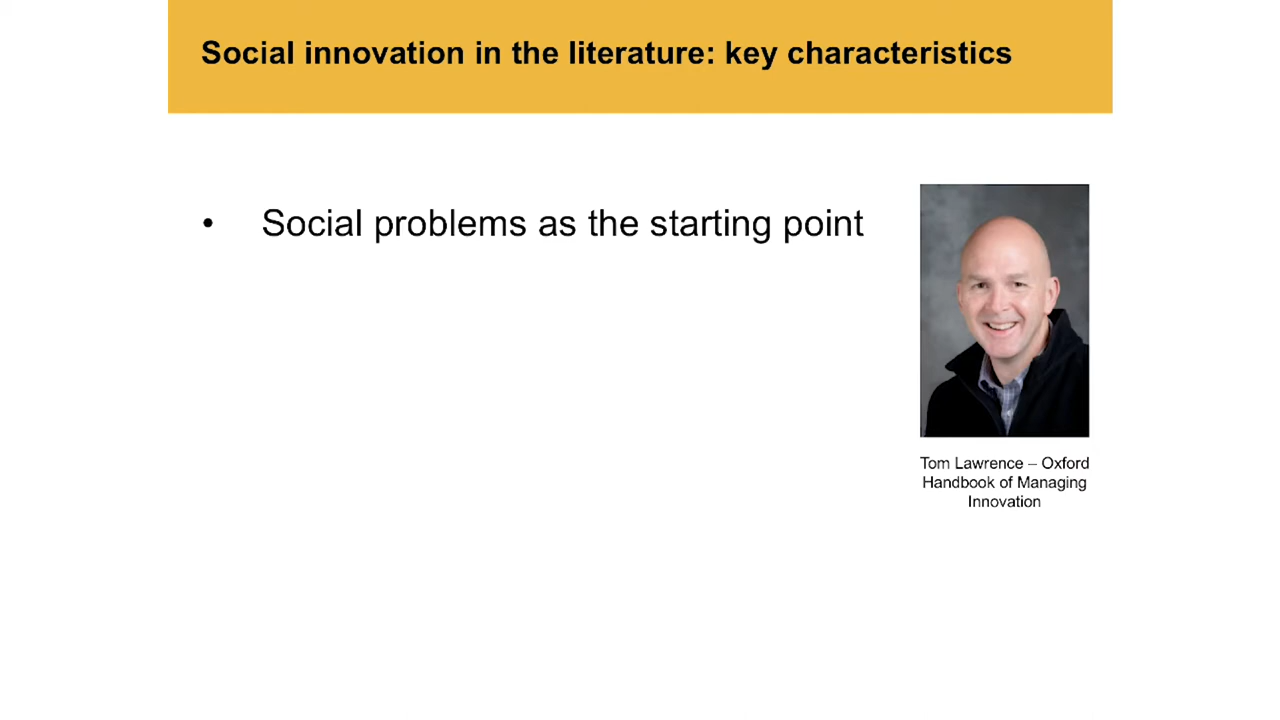 Social innovation in the literature: key characteristics
• Social problems as the starting point
Tom Lawrence – Oxford
Handbook of Managing
Innovation